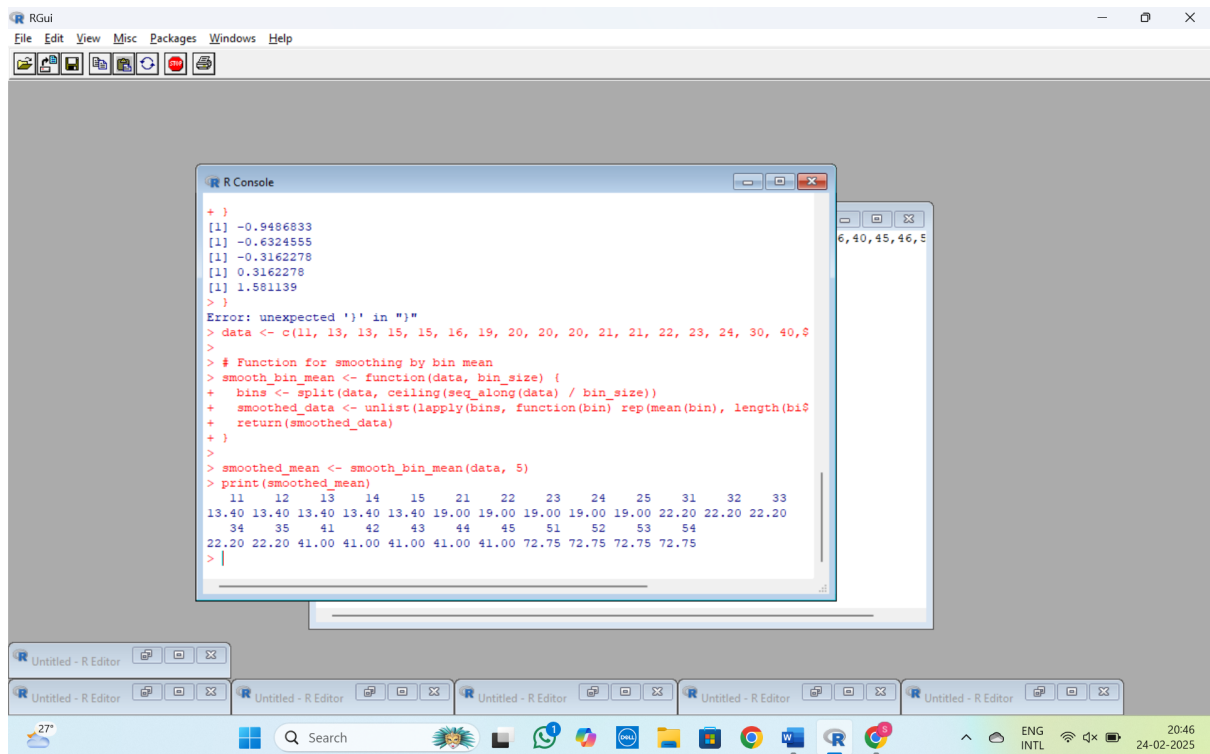 RGui
File Edit View Misc Packages Windows Help
STOP
R Console
+ }
[1] -0.9486833
[1] -0.6324555
[1] -0.3162278
[1] 0.3162278
[1] 1.581139
> }
Error: unexpected '}' in "}"
> data <- c(11, 13, 13, 15, 15, 16, 19, 20, 20, 20, 21, 21, 22, 23, 24, 30, 40,$
>
> # Function for smoothing by bin mean
> smooth_bin_mean <- function(data, bin_size) {
+   bins <- split(data, ceiling(seq_along(data) / bin_size))
+   smoothed_data <- unlist(lapply(bins, function(bin) rep(mean(bin), length(bi$
+   return(smoothed_data)
+ }
>
> smoothed_mean <- smooth_bin_mean(data, 5)
> print(smoothed_mean)
   11    12    13    14    15    21    22    23    24    25    31    32    33
13.40 13.40 13.40 13.40 13.40 19.00 19.00 19.00 19.00 19.00 22.20 22.20 22.20
   34    35    41    42    43    44    45    51    52    53    54
22.20 22.20 41.00 41.00 41.00 41.00 41.00 72.75 72.75 72.75 72.75
>
6,40,45,46,5
Untitled - R Editor
Untitled - R Editor
Untitled - R Editor
Untitled - R Editor
Untitled - R Editor
Untitled - R Editor
27°
Search
DELL
1
S
ENG
INTL
20:46
24-02-2025